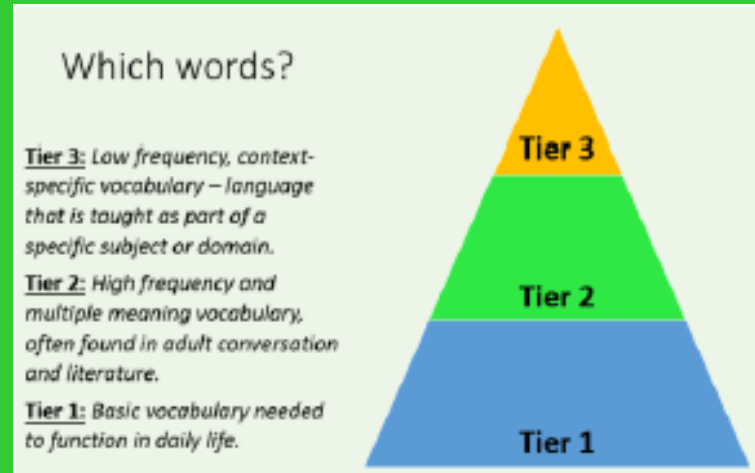 Which words?
Tier 3: Low frequency, context-
specific vocabulary – language
that is taught as part of a
specific subject or domain.
Tier 2: High frequency and
multiple meaning vocabulary,
often found in adult conversation
and literature.
Tier 1: Basic vocabulary needed
to function in daily life.
Tier 3
Tier 2
Tier 1